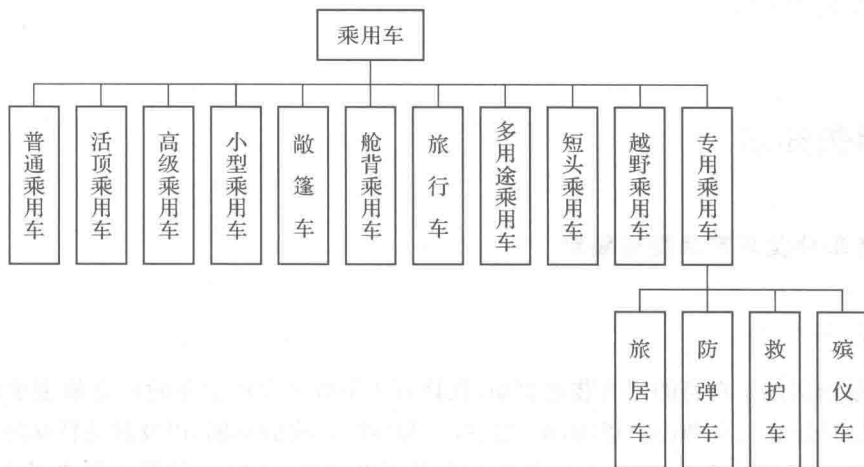 乘用车
普通乘用车
活顶乘用车
高级乘用车
小型乘用车
敞篷车
舱背乘用车
旅行车
多用途乘用车
短头乘用车
越野乘用车
专用乘用车
旅居车
防弹车
救护车
殡仪车